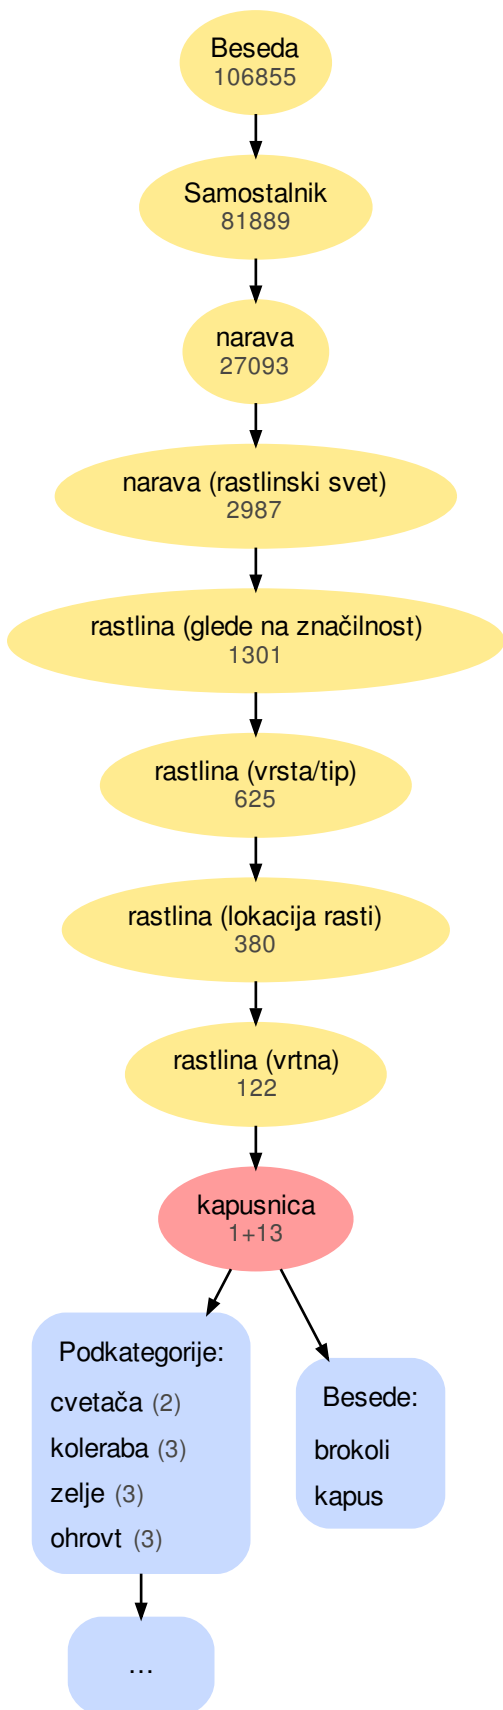 Beseda
106855
Samostalnik
81889
narava
27093
narava (rastlinski svet)
2987
rastlina (glede na značilnost)
1301
rastlina (vrsta/tip)
625
rastlina (lokacija rasti)
380
rastlina (vrtna)
122
kapusnica
1+13
Podkategorije:
cvetača (2)
koleraba (3)
zelje (3)
ohrovt (3)
Besede:
brokoli
kapus
...